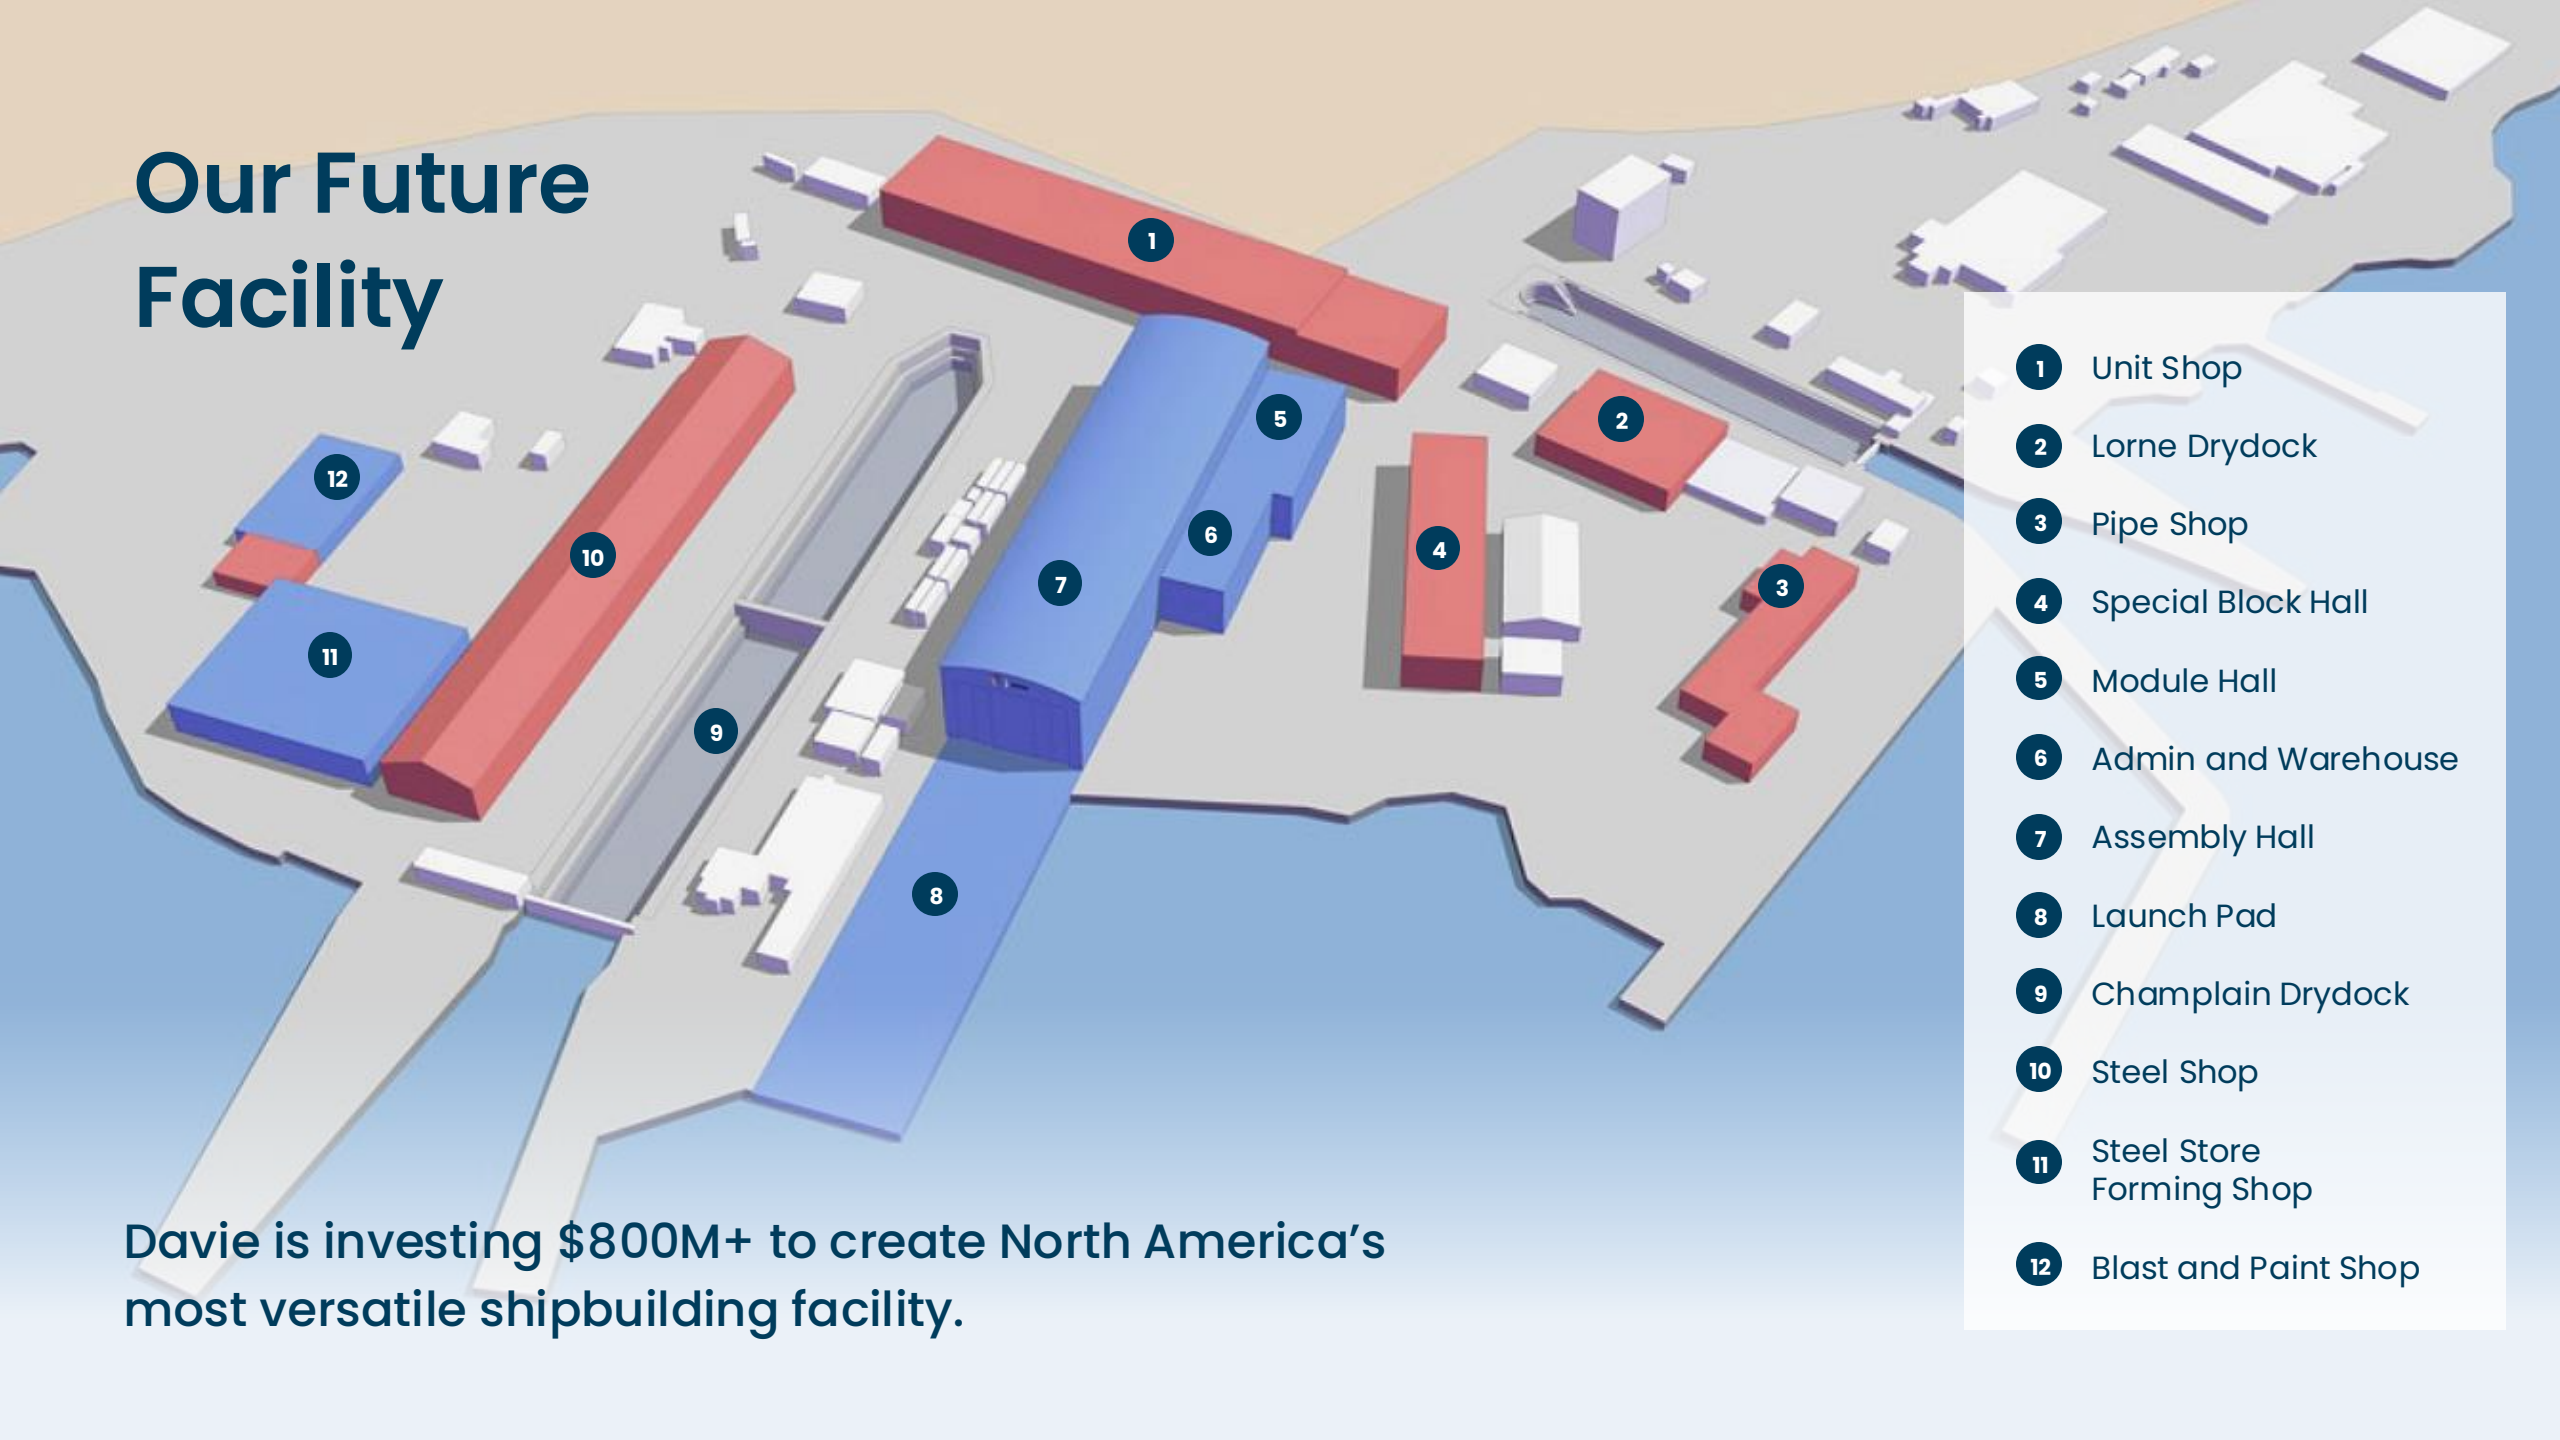 Our Future
Facility
1
2
3
4
5
6
7
8
9
10
11
12
1 Unit Shop
2 Lorne Drydock
3 Pipe Shop
4 Special Block Hall
5 Module Hall
6 Admin and Warehouse
7 Assembly Hall
8 Launch Pad
9 Champlain Drydock
10 Steel Shop
11 Steel Store
Forming Shop
12 Blast and Paint Shop
Davie is investing $800M+ to create North America’s
most versatile shipbuilding facility.